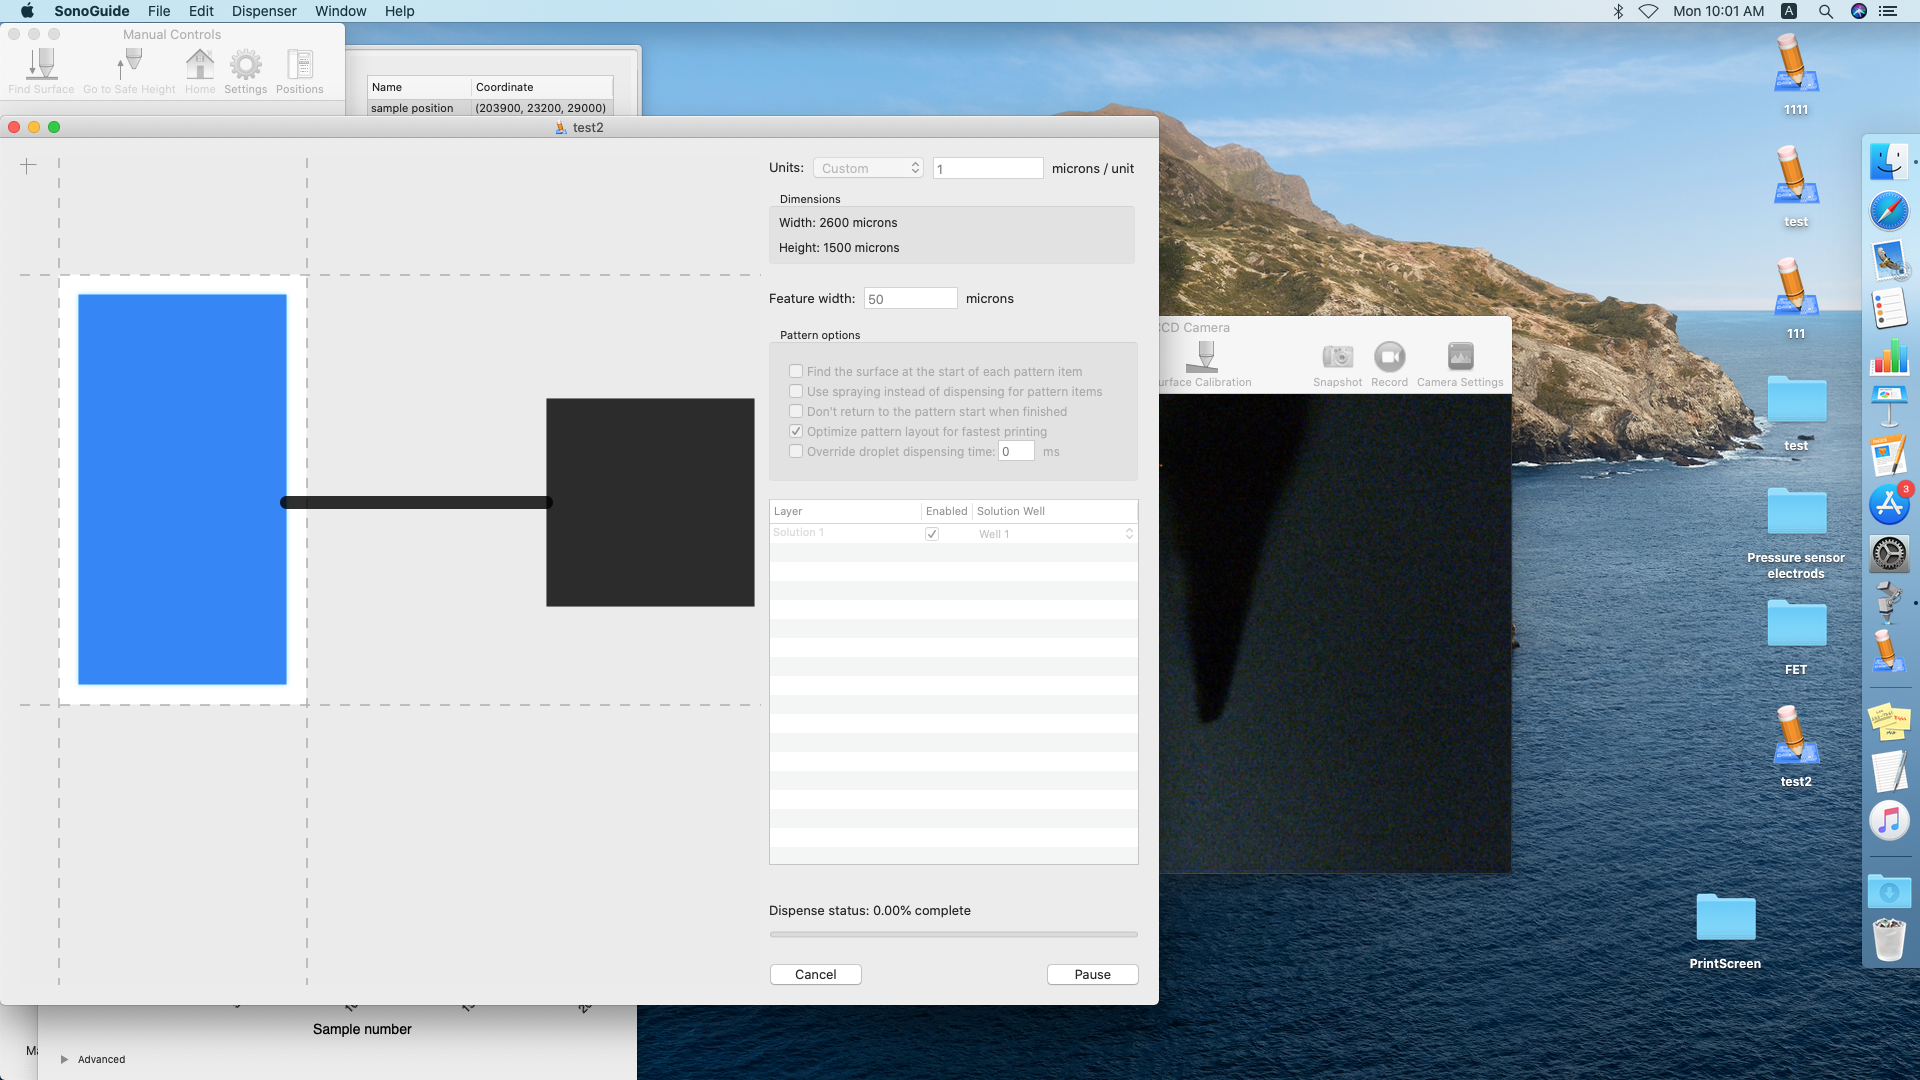 SonoGuide File Edit Dispenser Window Help
Mon 10:01 AM A
Manual Controls
Find Surface Go to Safe Height Home Settings Positions
Name Coordinate
sample position (203900, 23200, 29000)
test2
Units: Custom 1 microns / unit
Dimensions
Width: 2600 microns
Height: 1500 microns
Feature width: 50 microns
Pattern options
Find the surface at the start of each pattern item
Use spraying instead of dispensing for pattern items
Don't return to the pattern start when finished
Optimize pattern layout for fastest printing
Override droplet dispensing time: 0 ms
Layer Enabled Solution Well
Solution 1 Well 1
Dispense status: 0.00% complete
Cancel Pause
CCD Camera
urface Calibration Snapshot Record Camera Settings
Sample number
Advanced
1111
test
111
test
Pressure sensor
electrods
FET
test2
PrintScreen
3